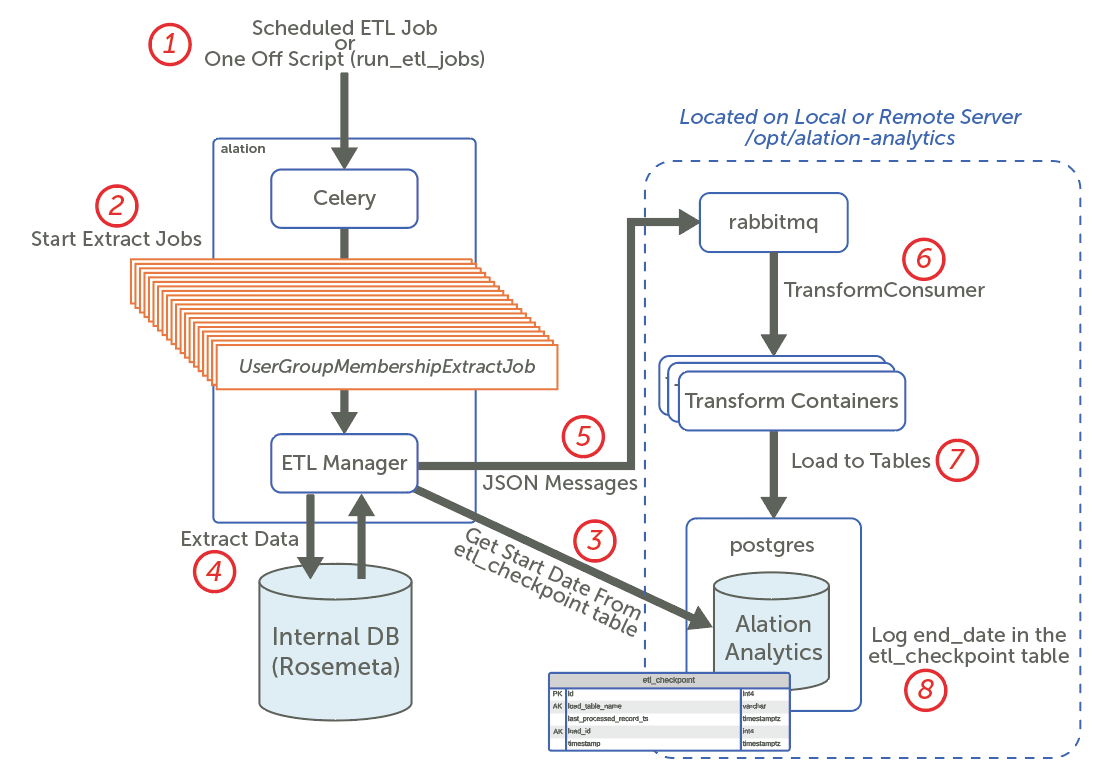 1
Scheduled ETL Job
or
One Off Script (run_etl_jobs)
alation
Celery
2
Start Extract Jobs
UserGroupMembershipExtractJob
ETL Manager
5
JSON Messages
3
Get Start Date From
etl_checkpoint table
Extract Data
4
Internal DB
(Rosemeta)
Located on Local or Remote Server
/opt/alation-analytics
rabbitmq
6
TransformConsumer
Transform Containers
Load to Tables
7
postgres
Alation
Analytics
Log end_date in the
etl_checkpoint table
8
etl_checkpoint
PK id int4
AK load_table_name varchar
last_processed_record_ts timestamptz
AK load_id int4
timestamp timestamptz